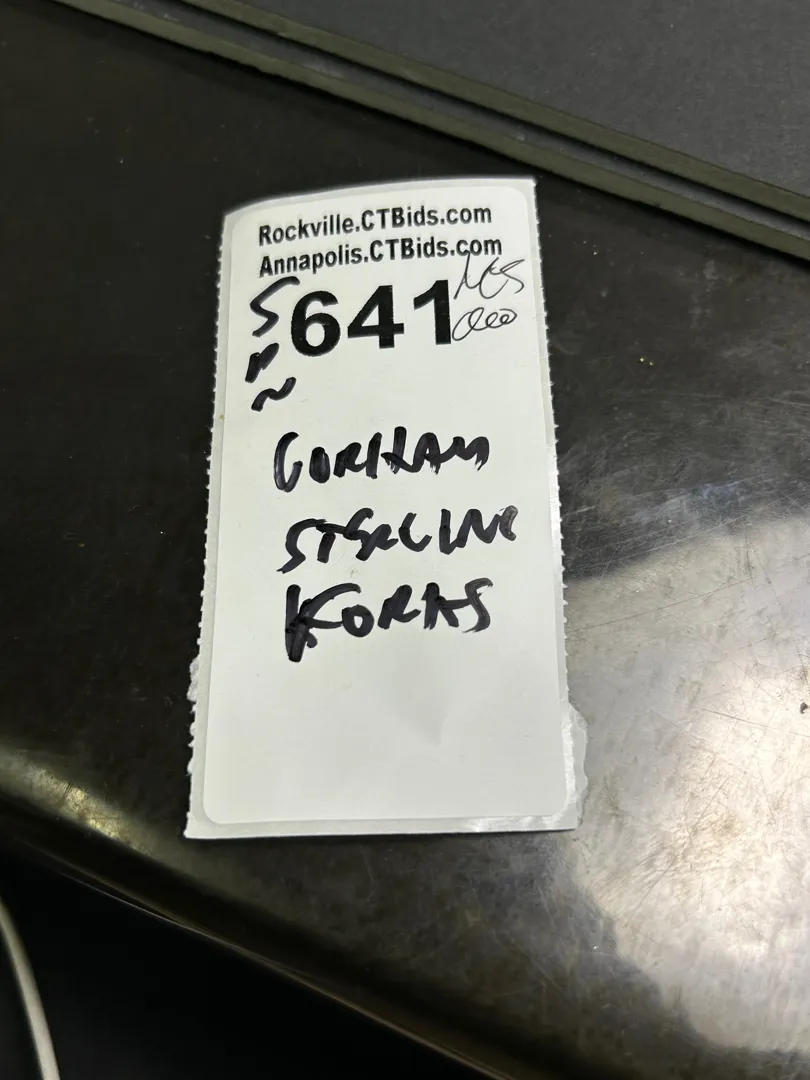 Rockville.CTBids.com
Annapolis.CTBids.com
641
GORHAM
STERLING
FORKS